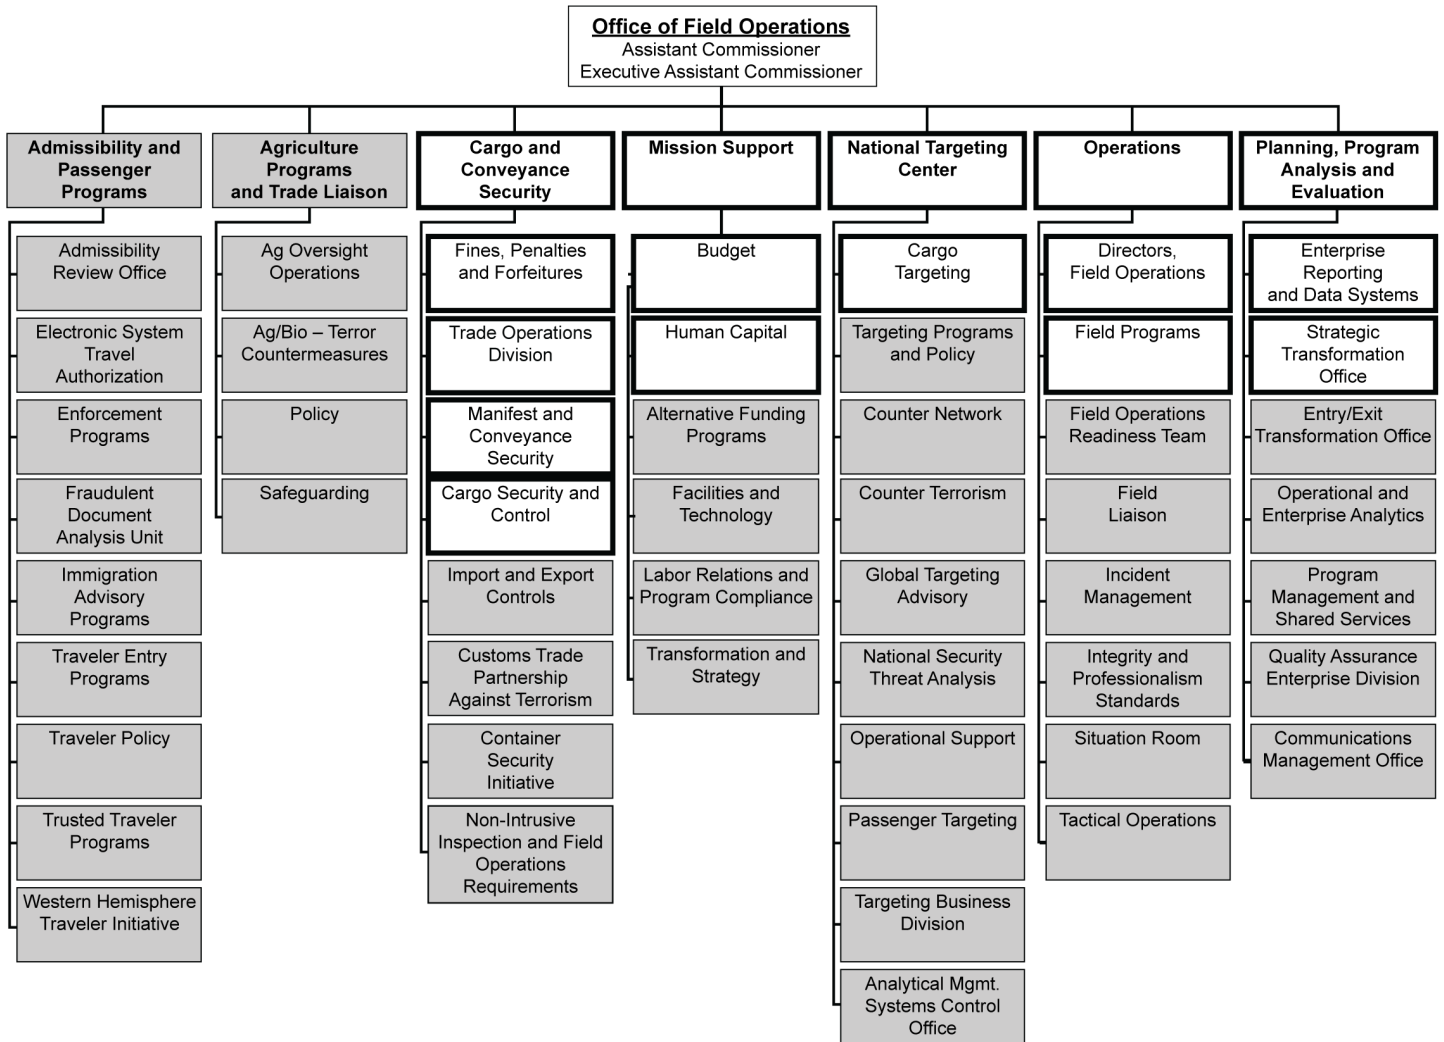 Office of Field Operations
Assistant Commissioner
Executive Assistant Commissioner
Admissibility and
Passenger
Programs
Admissibility
Review Office
Electronic System
Travel
Authorization
Enforcement
Programs
Fraudulent
Document
Analysis Unit
Immigration
Advisory
Programs
Traveler Entry
Programs
Traveler Policy
Trusted Traveler
Programs
Western Hemisphere
Traveler Initiative
Agriculture
Programs
and Trade Liaison
Ag Oversight
Operations
Ag/Bio – Terror
Countermeasures
Policy
Safeguarding
Cargo and
Conveyance
Security
Fines, Penalties
and Forfeitures
Trade Operations
Division
Manifest and
Conveyance
Security
Cargo Security and
Control
Import and Export
Controls
Customs Trade
Partnership
Against Terrorism
Container
Security
Initiative
Non-Intrusive
Inspection and Field
Operations
Requirements
Mission Support
Budget
Human Capital
Alternative Funding
Programs
Facilities and
Technology
Labor Relations and
Program Compliance
Transformation and
Strategy
National Targeting
Center
Cargo
Targeting
Targeting Programs
and Policy
Counter Network
Counter Terrorism
Global Targeting
Advisory
National Security
Threat Analysis
Operational Support
Passenger Targeting
Targeting Business
Division
Analytical Mgmt.
Systems Control
Office
Operations
Directors,
Field Operations
Field Programs
Field Operations
Readiness Team
Field
Liaison
Incident
Management
Integrity and
Professionalism
Standards
Situation Room
Tactical Operations
Planning, Program
Analysis and
Evaluation
Enterprise
Reporting
and Data Systems
Strategic
Transformation
Office
Entry/Exit
Transformation Office
Operational and
Enterprise Analytics
Program
Management and
Shared Services
Quality Assurance
Enterprise Division
Communications
Management Office